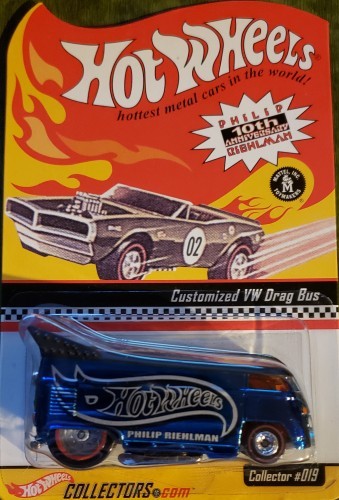 HOT WHEELS
hottest metal cars in the world!
PHILIP
10th
ANNIVERSARY
RIEHLMAN
MATTEL, INC.
M
TOYMAKERS
02
Customized VW Drag Bus
HOT WHEELS
PHILIP RIEHLMAN
Collector #019
HOT WHEELS
COLLECTORS.COM